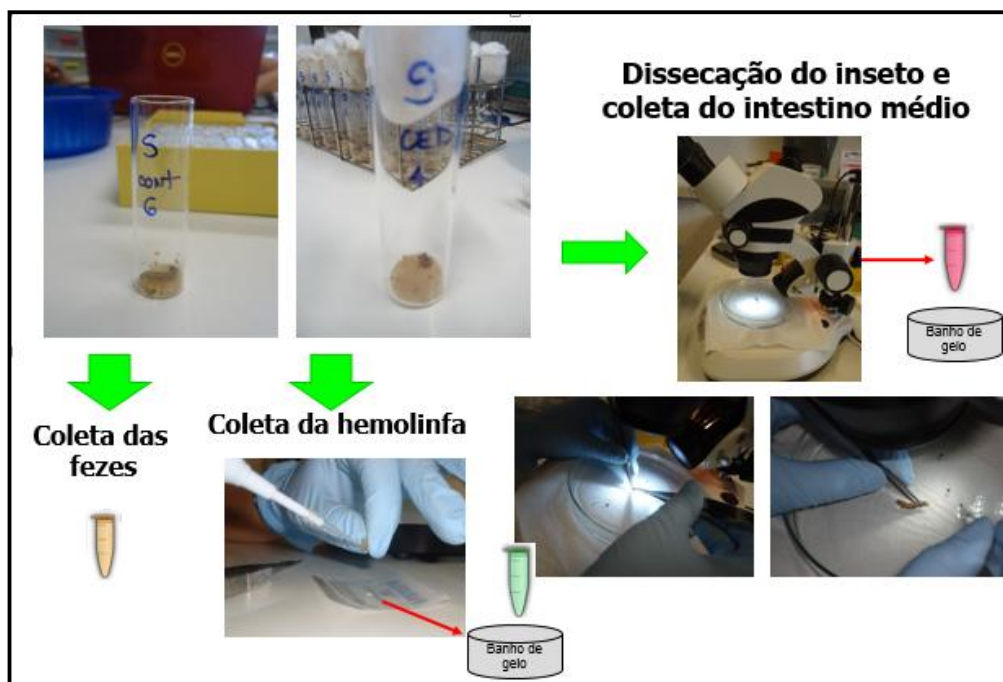 S
cont
6
S
CED
1
Dissecação do inseto e
coleta do intestino médio
Banho de
gelo
Coleta das
fezes
Coleta da hemolinfa
Banho de
gelo